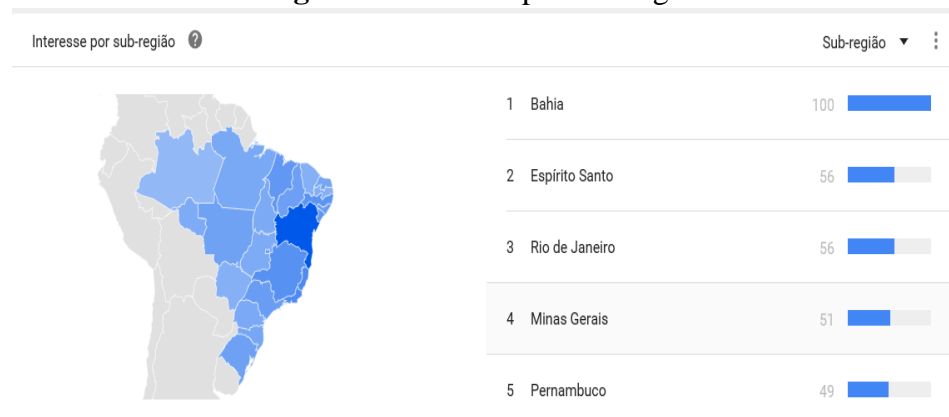 Interesse por sub-região ?
Sub-região
1 Bahia 100
2 Espírito Santo 56
3 Rio de Janeiro 56
4 Minas Gerais 51
5 Pernambuco 49